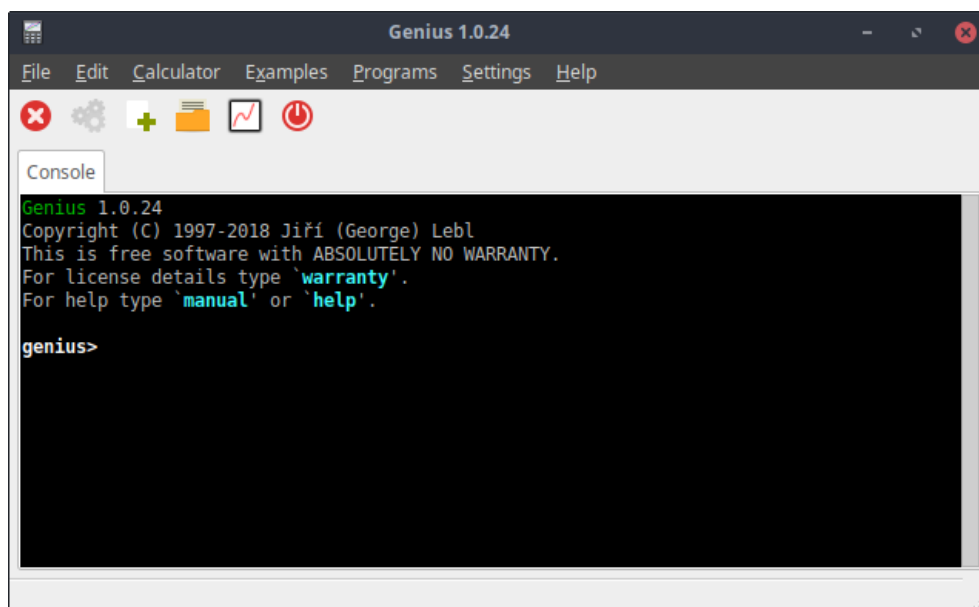 Genius 1.0.24
File Edit Calculator Examples Programs Settings Help
Console
Genius 1.0.24
Copyright (C) 1997-2018 Jiří (George) Lebl
This is free software with ABSOLUTELY NO WARRANTY.
For license details type `warranty'.
For help type `manual' or `help'.
genius>